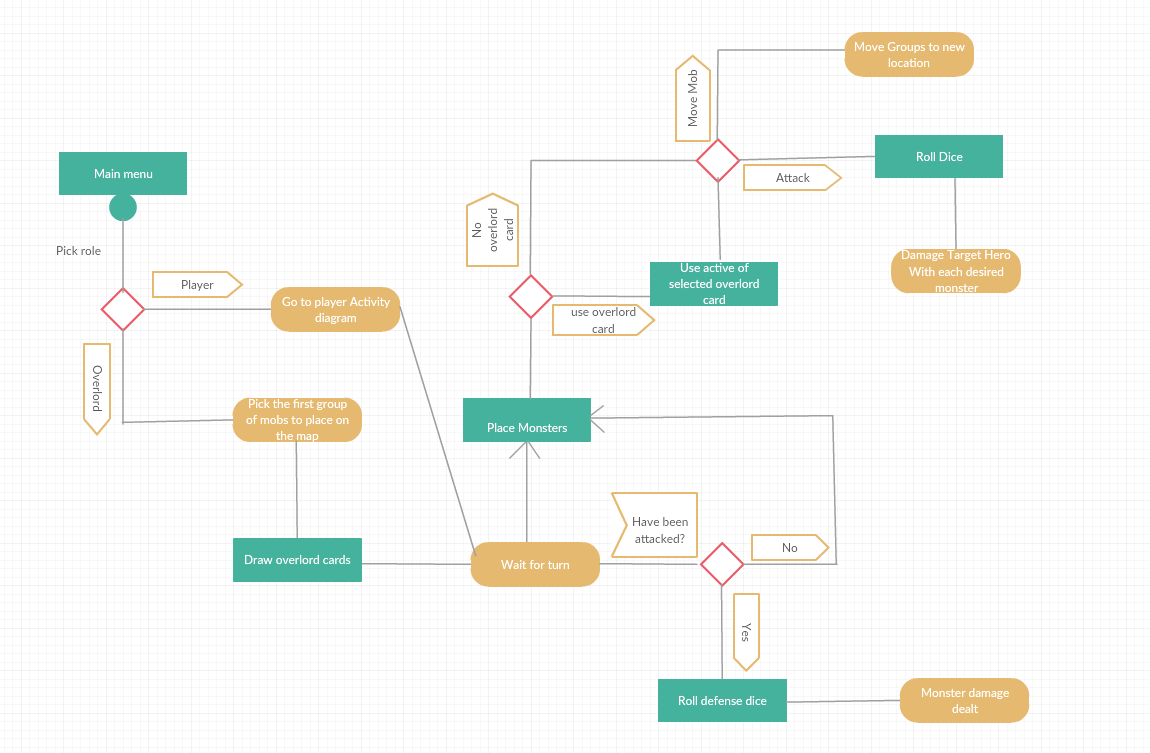 Move Groups to new
location
Move Mob
Main menu
Roll Dice
Attack
No
overlord
card
Pick role
Damage Target Hero
With each desired
monster
Use active of
selected overlord
card
Player
Go to player Activity
diagram
use overlord
card
Overlord
Pick the first group
of mobs to place on
the map
Place Monsters
Have been
attacked?
No
Draw overlord cards
Wait for turn
Yes
Roll defense dice
Monster damage
dealt